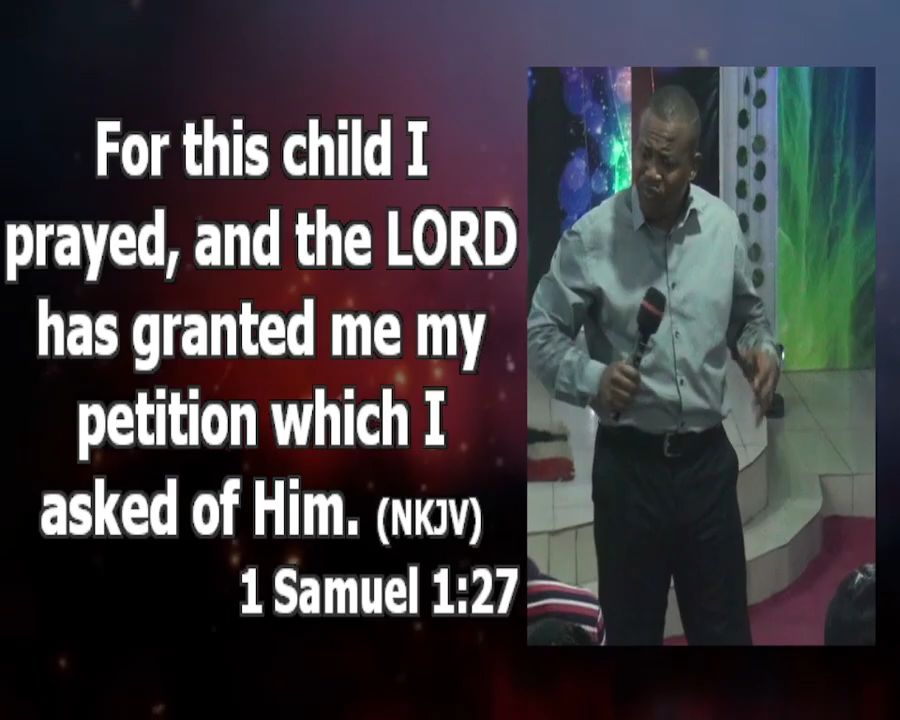 For this child I
prayed, and the LORD
has granted me my
petition which I
asked of Him. (NKJV)
1 Samuel 1:27